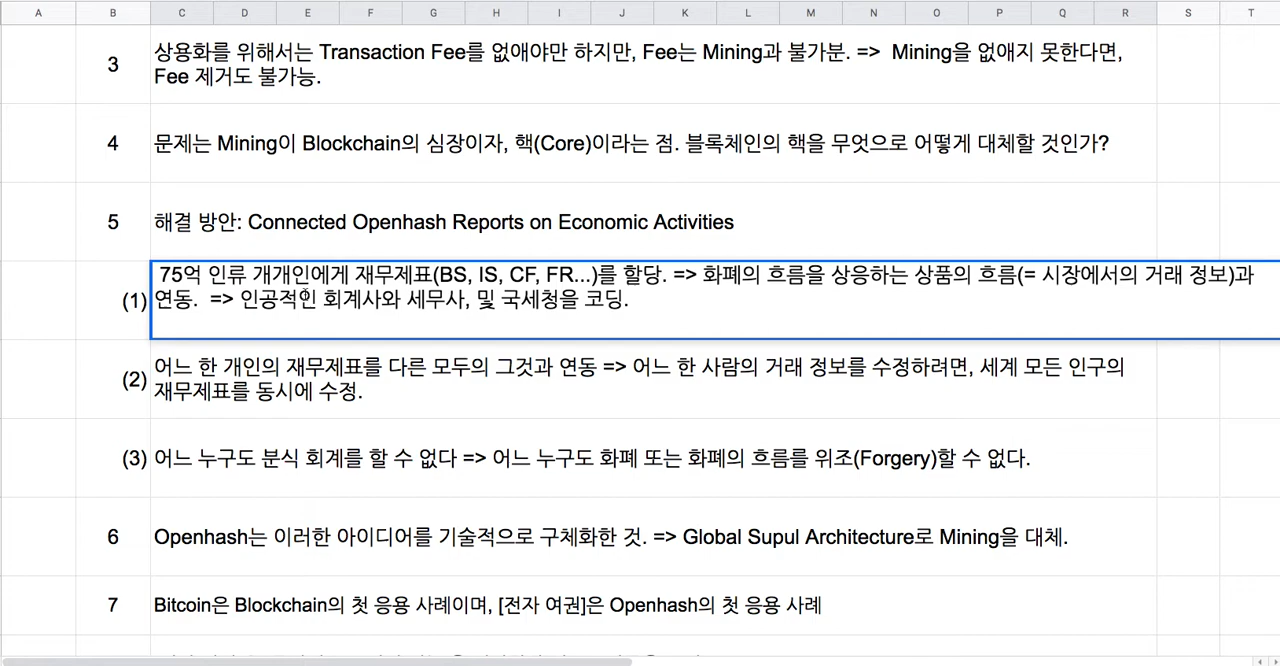 A B C D E F G H I J K L M N O P Q R S T
3 상용화를 위해서는 Transaction Fee를 없애야만 하지만, Fee는 Mining과 불가분. => Mining을 없애지 못한다면,
Fee 제거도 불가능.
4 문제는 Mining이 Blockchain의 심장이자, 핵(Core)이라는 점. 블록체인의 핵을 무엇으로 어떻게 대체할 것인가?
5 해결 방안: Connected Openhash Reports on Economic Activities
(1) 75억 인류 개개인에게 재무제표(BS, IS, CF, FR...)를 할당. => 화폐의 흐름을 상응하는 상품의 흐름(= 시장에서의 거래 정보)과
연동. => 인공적인 회계사와 세무사, 및 국세청을 코딩.
(2) 어느 한 개인의 재무제표를 다른 모두의 그것과 연동 => 어느 한 사람의 거래 정보를 수정하려면, 세계 모든 인구의
재무제표를 동시에 수정.
(3) 어느 누구도 분식 회계를 할 수 없다 => 어느 누구도 화폐 또는 화폐의 흐름를 위조(Forgery)할 수 없다.
6 Openhash는 이러한 아이디어를 기술적으로 구체화한 것. => Global Supul Architecture로 Mining을 대체.
7 Bitcoin은 Blockchain의 첫 응용 사례이며, [전자 여권]은 Openhash의 첫 응용 사례